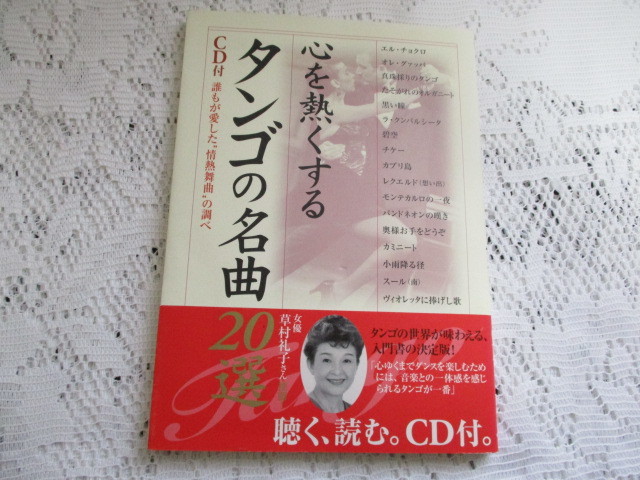 心を熱くする
タンゴの名曲
20選
CD付 誰もが愛した“情熱舞曲”の調べ
エル・チョクロ
オレ・グァッパ
真珠採りのタンゴ
たそがれのオルガニート
黒い瞳
ラ・クンパルシータ
碧空
チケー
カプリ島
レクエルド(想い出)
モンテカルロの一夜
バンドネオンの嘆き
奥様お手をどうぞ
カミニート
小雨降る径
スール(南)
ヴィオレッタに捧げし歌
女優
草村礼子さん
タンゴの世界が味わえる、
入門書の決定版!
「心ゆくまでダンスを楽しむため
には、音楽との一体感を感じ
られるタンゴが一番」
聴く、読む。CD付。